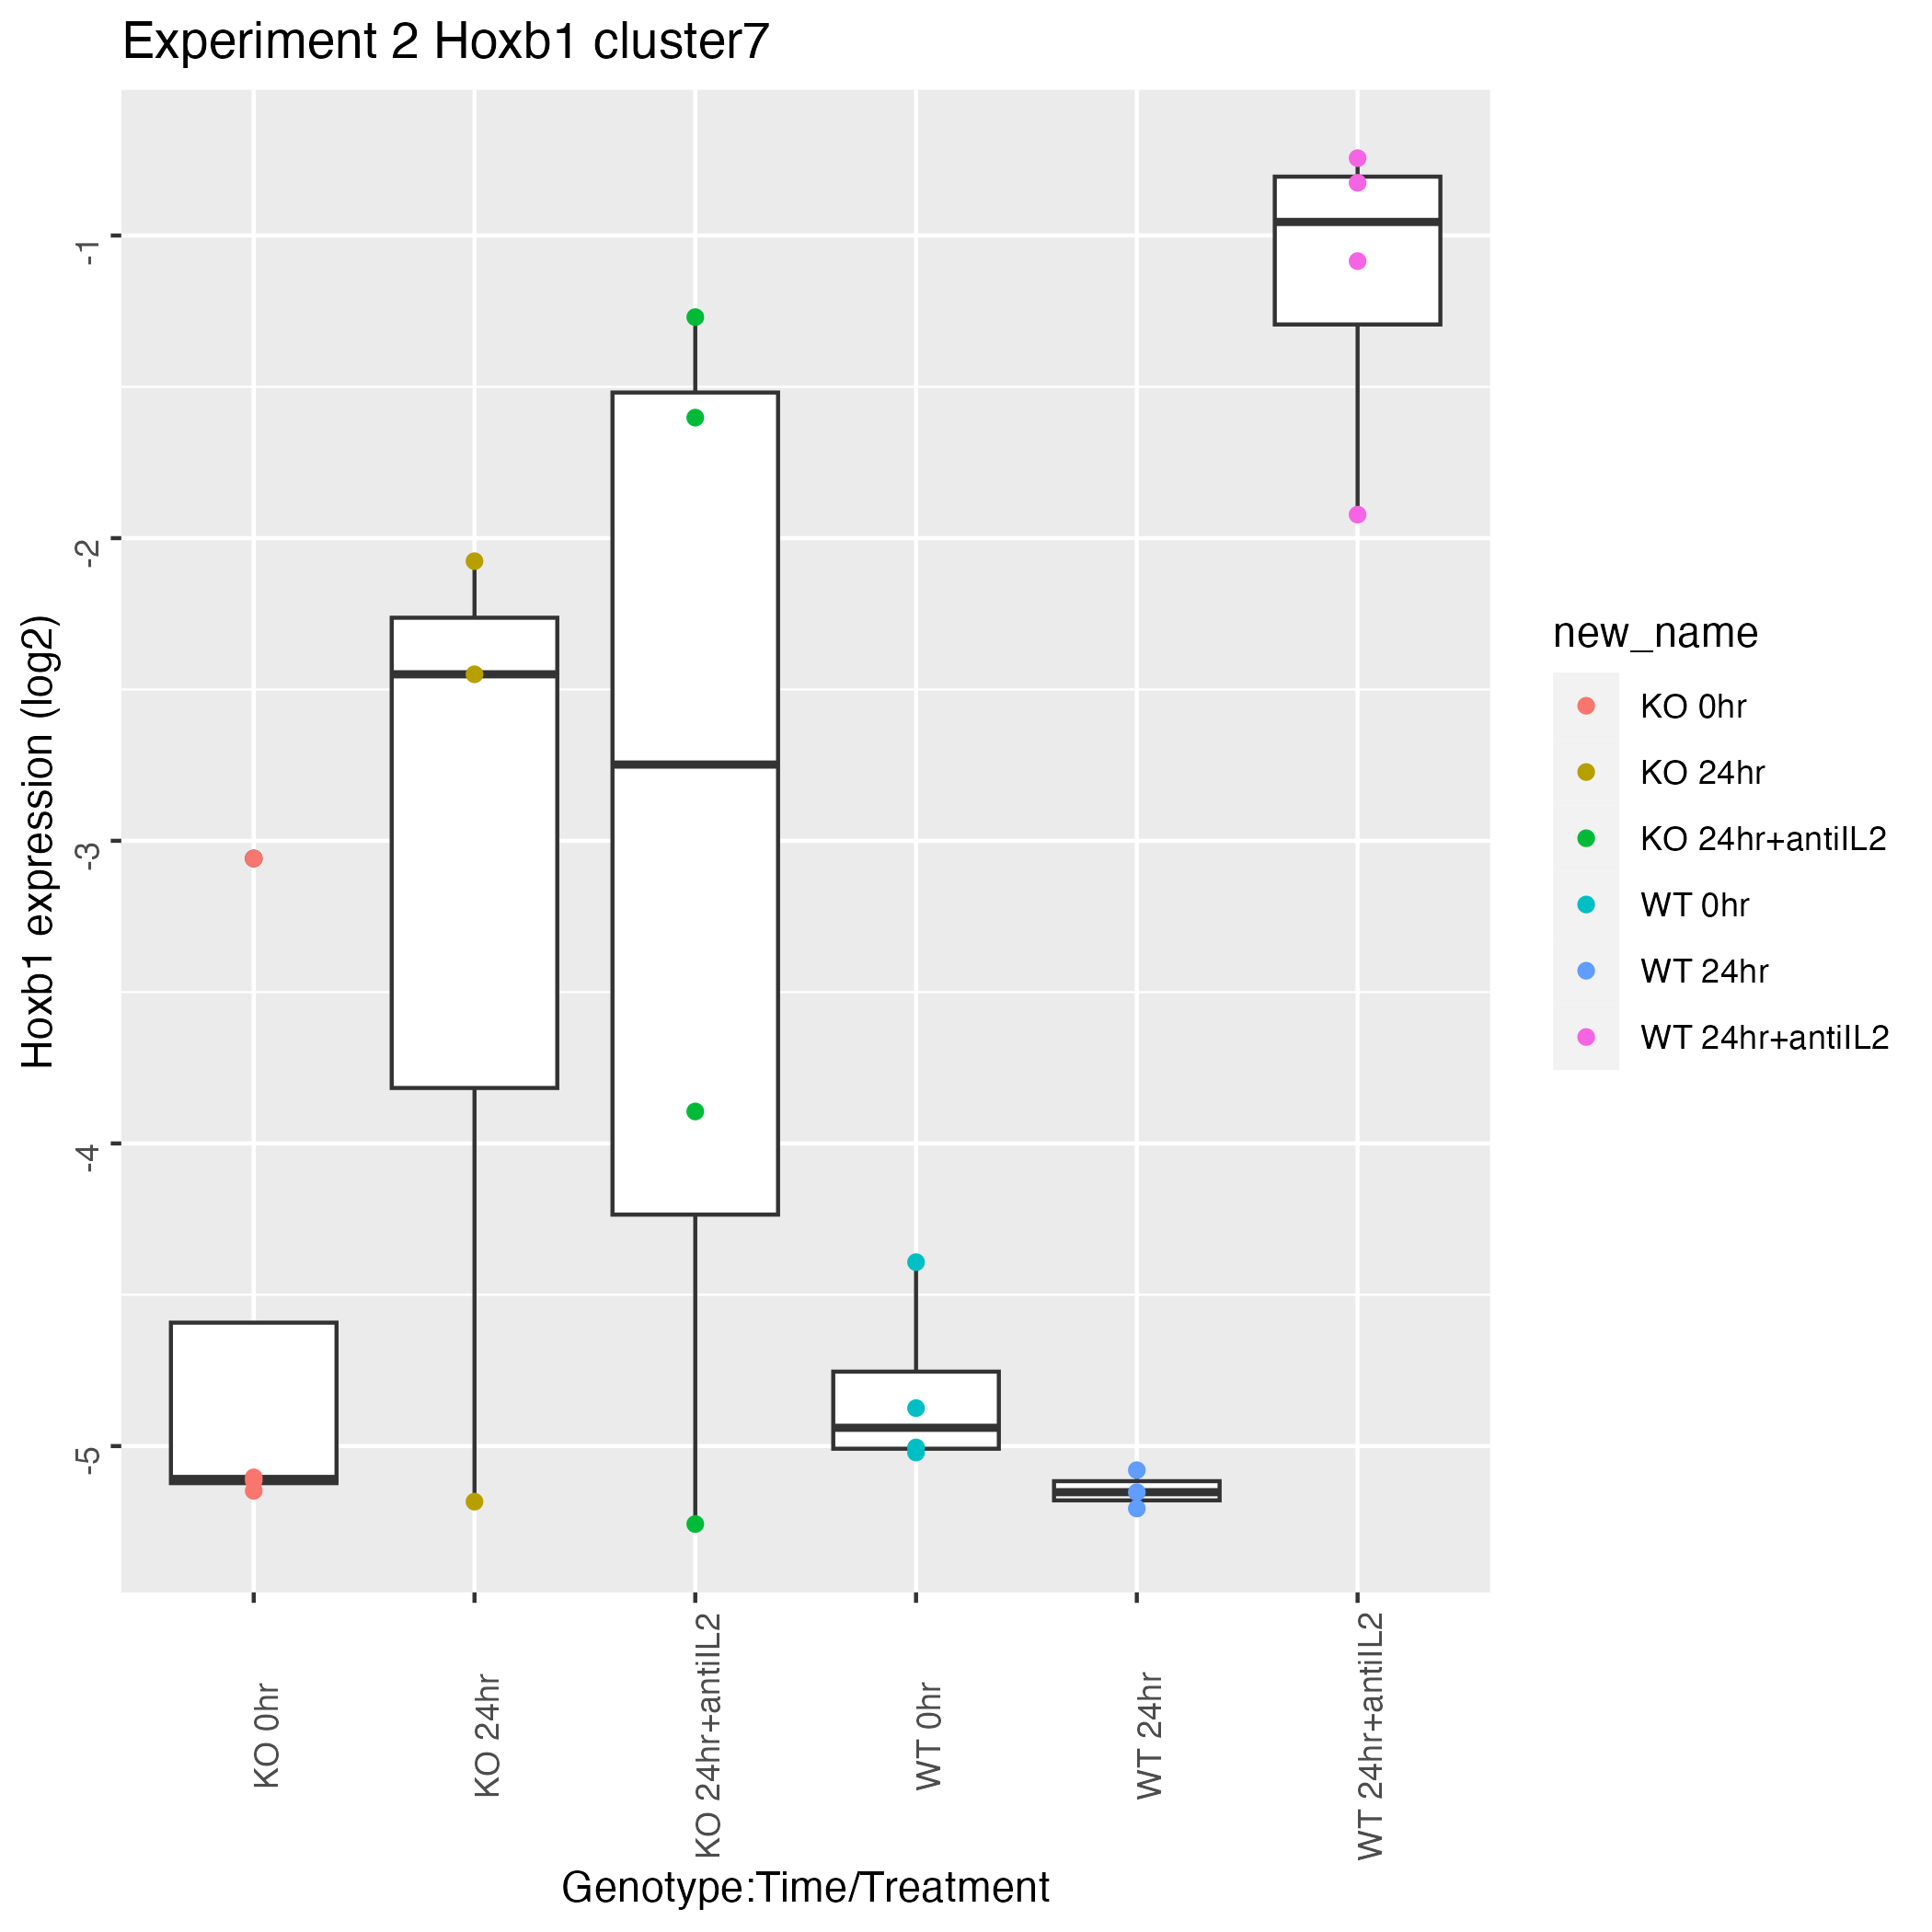 Experiment 2 Hoxb1 cluster7
Hoxb1 expression (log2)
-1
-2
-3
-4
-5
KO 0hr
KO 24hr
KO 24hr+antiIL2
WT 0hr
WT 24hr
WT 24hr+antiIL2
Genotype:Time/Treatment
new_name
KO 0hr
KO 24hr
KO 24hr+antiIL2
WT 0hr
WT 24hr
WT 24hr+antiIL2